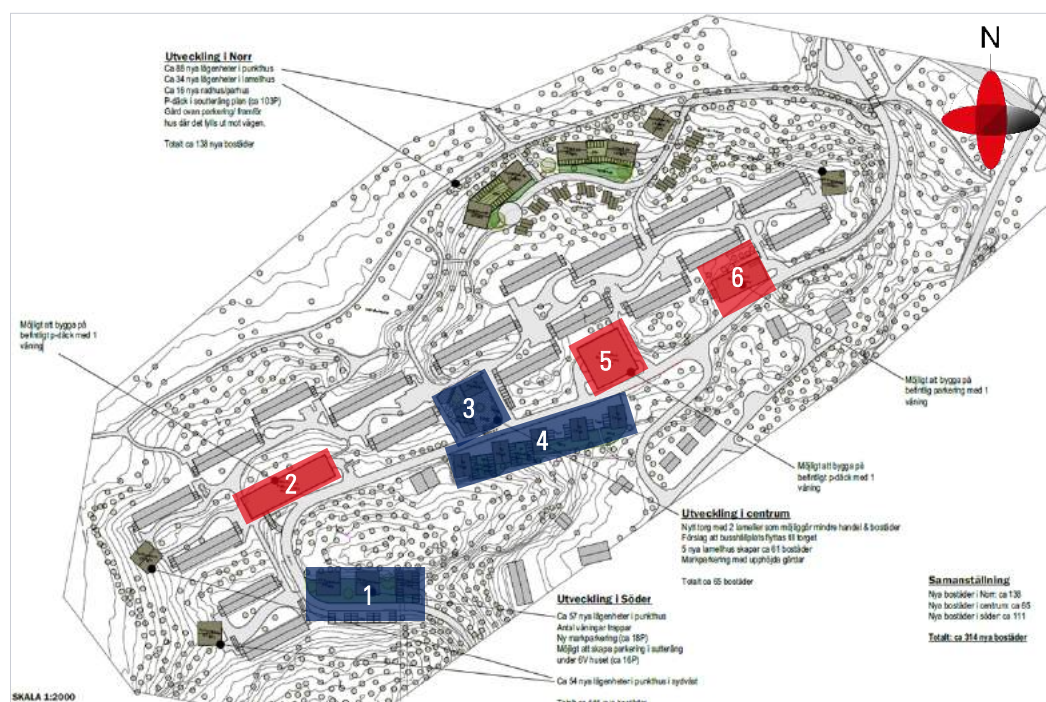 N
Utveckling i Norr
Ca 88 nya lägenheter i punkthus
Ca 34 nya lägenheter i lamellhus
Ca 16 nya radhus/parhus
P-däck i soutteräng plan (ca 103P)
Gård ovan parkering/ framför
hus där det fylls ut mot vägen.
Totalt ca 138 nya bostäder
6
Möjligt att bygga på
befintligt p-däck med 1
våning
5
3
4
Möjligt att bygga på
befintlig parkering med 1
våning
2
Möjligt att bygga på
befintligt p-däck med 1
våning
Utveckling i centrum
Nytt torg med 2 lameller som möjliggör mindre handel & bostäder
Förslag att busshållplats flyttas till torget
5 nya lamellhus skapar ca 61 bostäder
Markparkering med upphöjda gårdar
Totalt ca 65 bostäder
1
Utveckling i Söder
Ca 57 nya lägenheter i punkthus
Antal våningar trappar
Ny markparkering (ca 18P)
Möjligt att skapa parkering i sutteräng
under 6V huset (ca 16P)
Ca 54 nya lägenheter i punkthus i sydväst
Samanställning
Nya bostäder i Norr: ca 138
Nya bostäder i centrum: ca 65
Nya bostäder i söder: ca 111
Totalt: ca 314 nya bostäder
SKALA 1:2000